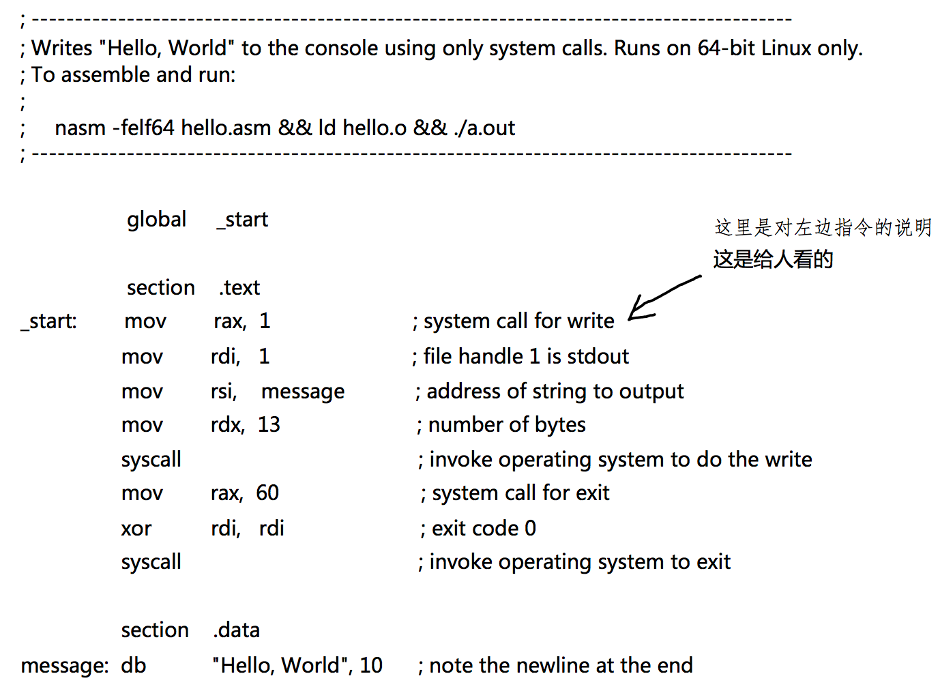 ; ----------------------------------------------------------------------------------------
; Writes "Hello, World" to the console using only system calls. Runs on 64-bit Linux only.
; To assemble and run:
;
; nasm -felf64 hello.asm && ld hello.o && ./a.out
; ----------------------------------------------------------------------------------------
global _start
这里是对左边指令的说明
这是给人看的
section .text
_start: mov rax, 1 ; system call for write
mov rdi, 1 ; file handle 1 is stdout
mov rsi, message ; address of string to output
mov rdx, 13 ; number of bytes
syscall ; invoke operating system to do the write
mov rax, 60 ; system call for exit
xor rdi, rdi ; exit code 0
syscall ; invoke operating system to exit
section .data
message: db "Hello, World", 10 ; note the newline at the end